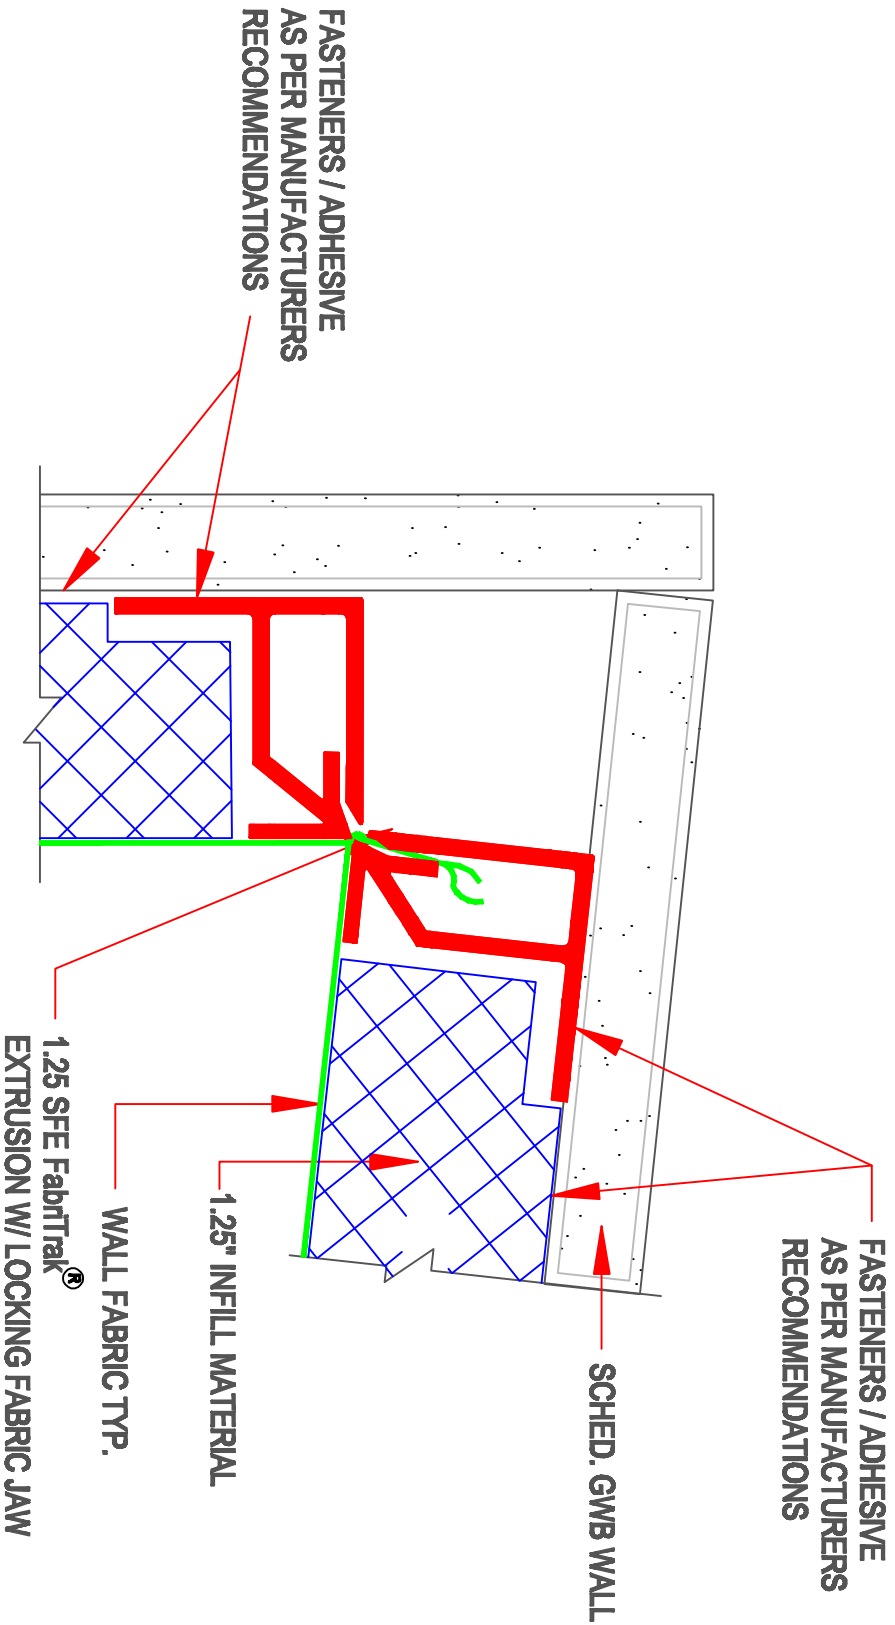 FASTENERS / ADHESIVE
AS PER MANUFACTURERS
RECOMMENDATIONS
FASTENERS / ADHESIVE
AS PER MANUFACTURERS
RECOMMENDATIONS
SCHED. GWB WALL
1.25" INFILL MATERIAL
WALL FABRIC TYP.
1.25 SFE FabriTrak®
EXTRUSION W/ LOCKING FABRIC JAW